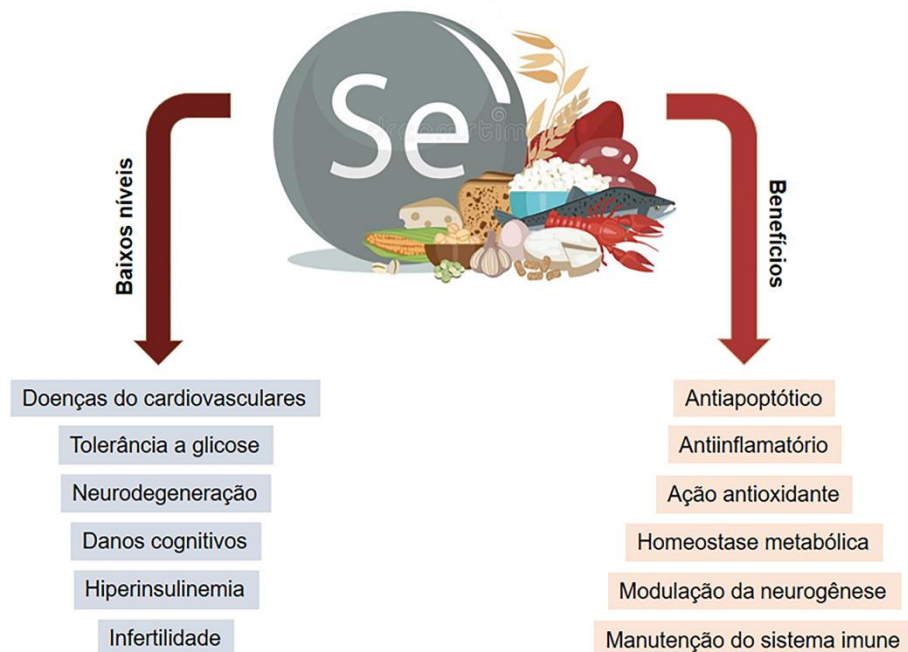 Se
Baixos níveis
Benefícios
Doenças do cardiovasculares
Tolerância a glicose
Neurodegeneração
Danos cognitivos
Hiperinsulinemia
Infertilidade
Antiapoptótico
Antiinflamatório
Ação antioxidante
Homeostase metabólica
Modulação da neurogênese
Manutenção do sistema imune